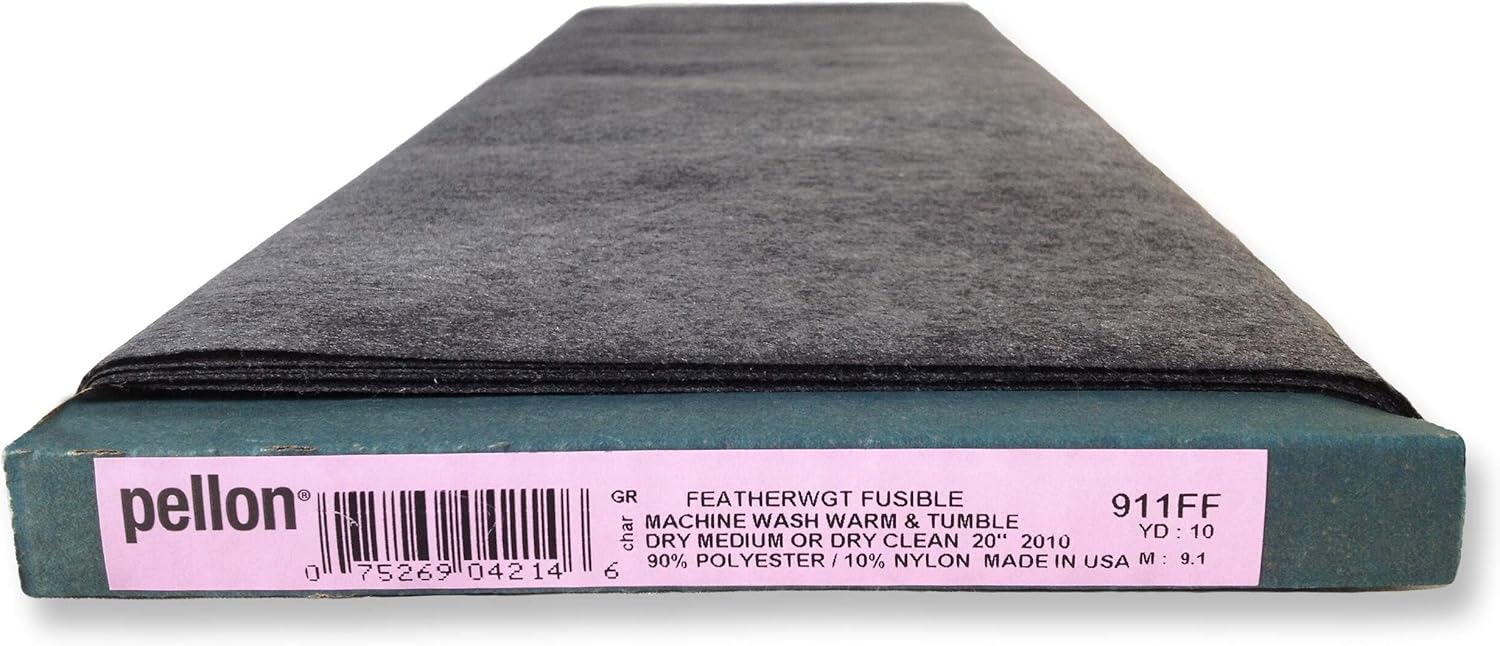 pellon®
0 75269 04214 6
char
GR FEATHERWGT FUSIBLE
MACHINE WASH WARM & TUMBLE
DRY MEDIUM OR DRY CLEAN 20" 2010
90% POLYESTER / 10% NYLON MADE IN USA
911FF
YD : 10
M : 9.1